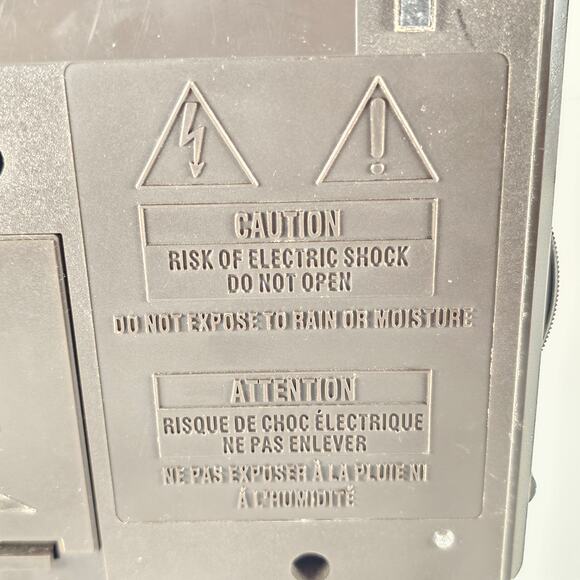 CAUTION
RISK OF ELECTRIC SHOCK
DO NOT OPEN
DO NOT EXPOSE TO RAIN OR MOISTURE
ATTENTION
RISQUE DE CHOC ÉLECTRIQUE
NE PAS ENLEVER
NE PAS EXPOSER À LA PLUIE NI
À L'HUMIDITÉ